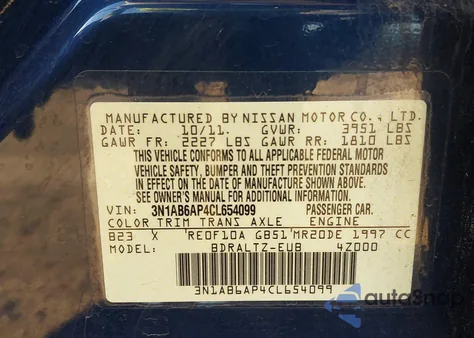 MANUFACTURED BY NISSAN MOTOR CO., LTD.
DATE: 10/11. GVWR: 3951 LBS
GAWR FR: 2227 LBS GAWR RR: 1810 LBS
THIS VEHICLE CONFORMS TO ALL APPLICABLE FEDERAL MOTOR
VEHICLE SAFETY, BUMPER AND THEFT PREVENTION STANDARDS
IN EFFECT ON THE DATE OF MANUFACTURE SHOWN ABOVE.
SEE OWNER'S MANUAL FOR ADDITIONAL INFORMATION.
VIN: 3N1AB6AP4CL654099 PASSENGER CAR.
COLOR TRIM TRANS AXLE ENGINE
B23 X RE0F10A GB51 MR20DE 1997 CC
MODEL: BDRALTZ-EUB 4Z000
3N1AB6AP4CL654099
auto3nap